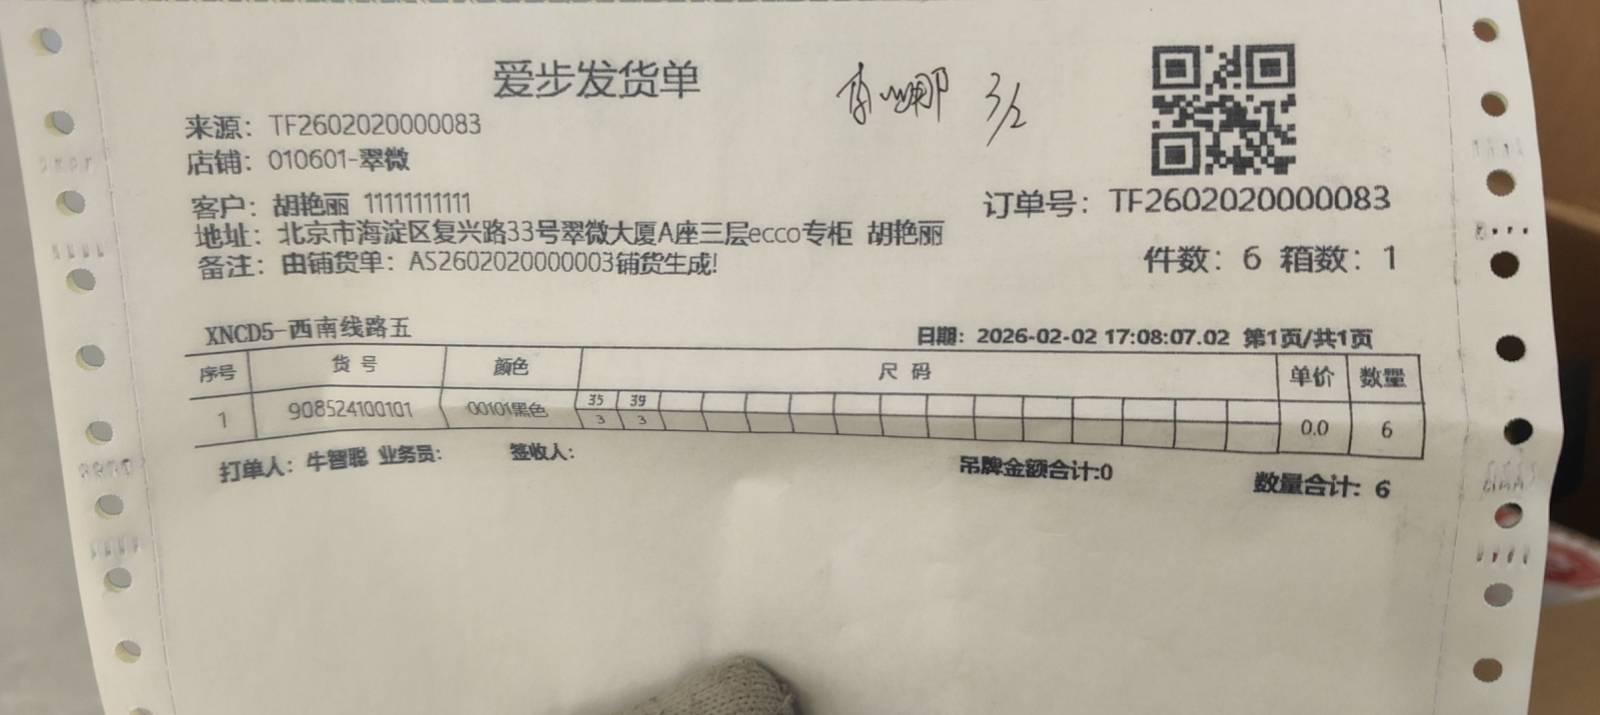 爱步发货单
3/2
来源：TF2602020000083
店铺：010601-翠微
客户：胡艳丽 11111111111
订单号：TF2602020000083
地址：北京市海淀区复兴路33号翠微大厦A座三层ecco专柜 胡艳丽
备注：由铺货单：AS2602020000003铺货生成!
件数：6 箱数：1
XNCD5-西南线路五
日期：2026-02-02 17:08:07.02 第1页/共1页
序号 货号 颜色 尺码 单价 数量
35 39
1 908524100101 00101黑色 3 3 0.0 6
打单人：牛智聪 业务员： 签收人： 吊牌金额合计:0 数量合计：6